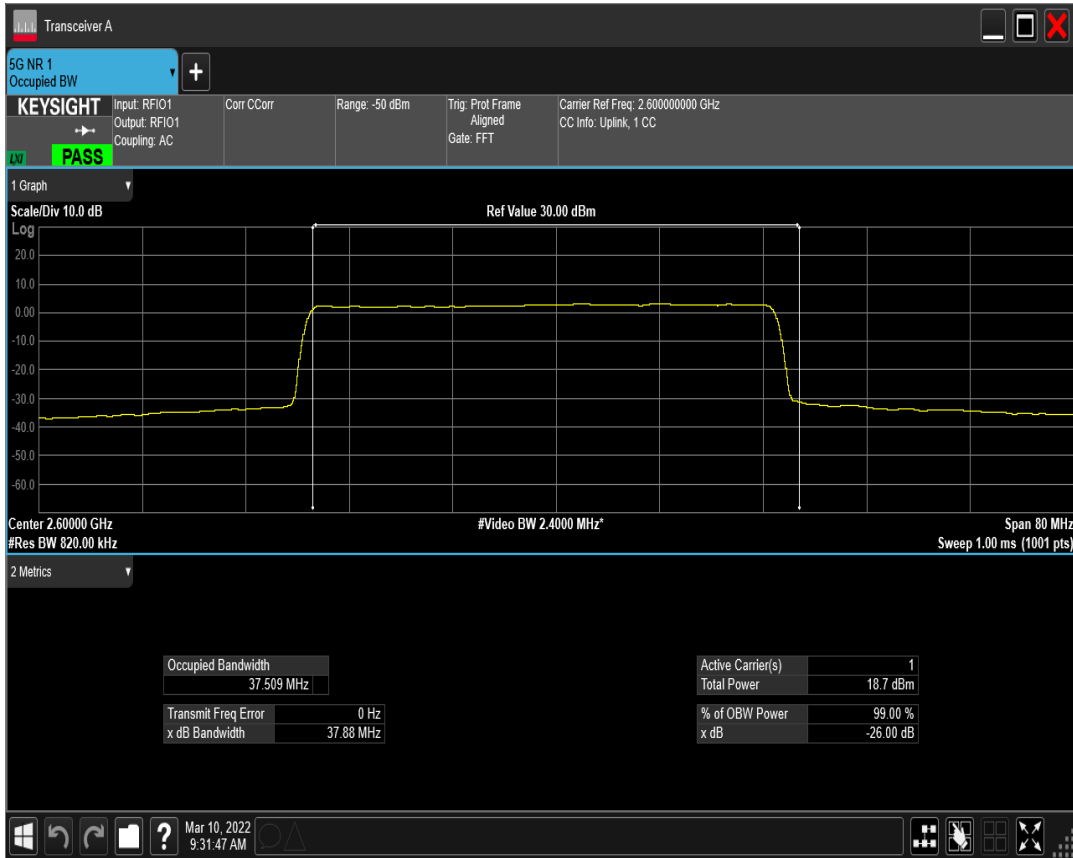 Transceiver A
5G NR 1
Occupied BW
+
KEYSIGHT
LXI PASS
Input: RFIO1
Output: RFIO1
Coupling: AC
Corr CCorr
Range: -50 dBm
Trig: Prot Frame
Aligned
Gate: FFT
Carrier Ref Freq: 2.600000000 GHz
CC Info: Uplink, 1 CC
1 Graph
Scale/Div 10.0 dB
Ref Value 30.00 dBm
Log
20.0
10.0
0.00
-10.0
-20.0
-30.0
-40.0
-50.0
-60.0
Center 2.60000 GHz
#Video BW 2.4000 MHz*
Span 80 MHz
#Res BW 820.00 kHz
Sweep 1.00 ms (1001 pts)
2 Metrics
Occupied Bandwidth
37.509 MHz
Transmit Freq Error 0 Hz
x dB Bandwidth 37.88 MHz
Active Carrier(s) 1
Total Power 18.7 dBm
% of OBW Power 99.00 %
x dB -26.00 dB
?
Mar 10, 2022
9:31:47 AM